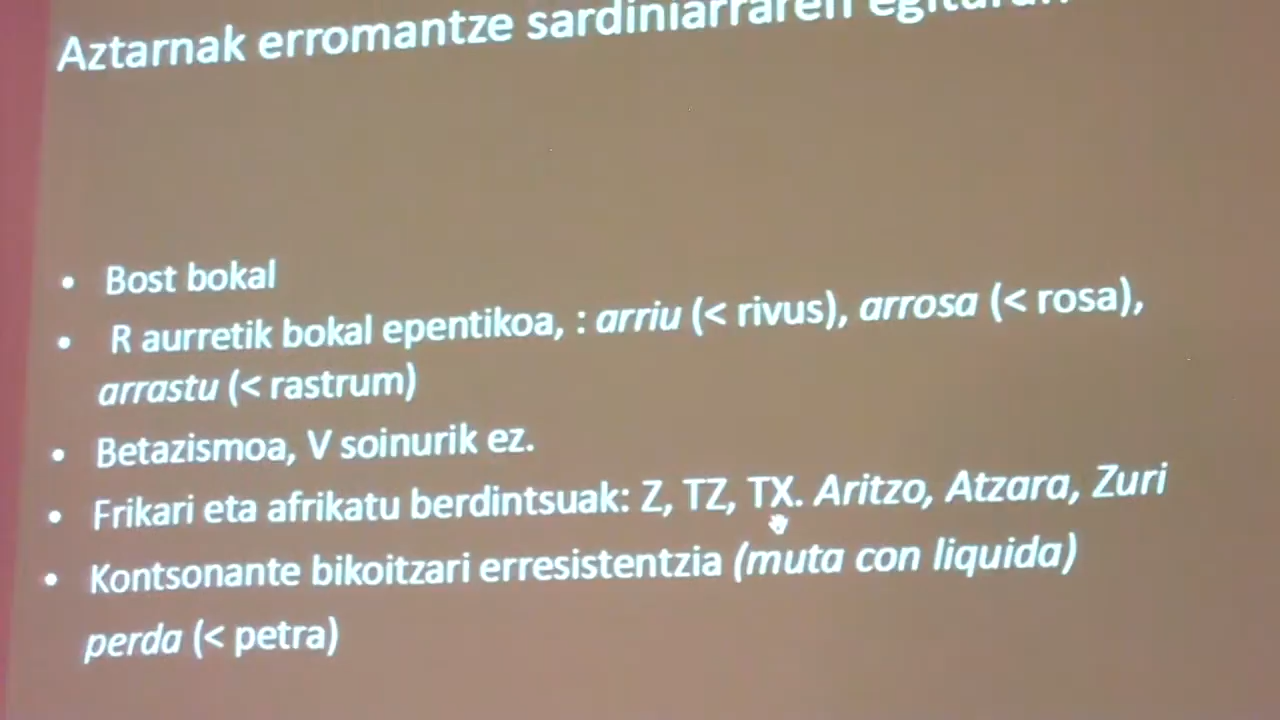 Aztarnak erromantze sardiniarraren
• Bost bokal
• R aurretik bokal epentikoa, : arriu (< rivus), arrosa (< rosa),
arrastu (< rastrum)
• Betazismoa, V soinurik ez.
• Frikari eta afrikatu berdintsuak: Z, TZ, TX. Aritzo, Atzara, Zuri
• Kontsonante bikoitzari erresistentzia (muta con liquida)
perda (< petra)